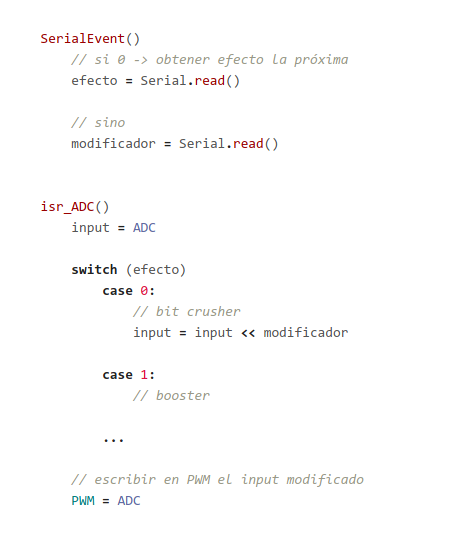 SerialEvent()
// si 0 -> obtener efecto la próxima
efecto = Serial.read()
// sino
modificador = Serial.read()
isr_ADC()
input = ADC
switch (efecto)
case 0:
// bit crusher
input = input << modificador
case 1:
// booster
...
// escribir en PWM el input modificado
PWM = ADC